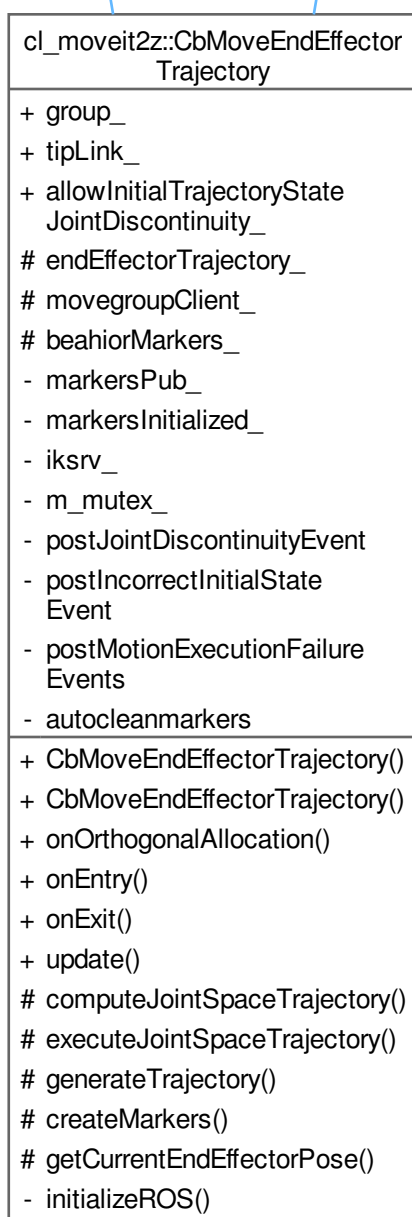 cl_moveit2z::CbMoveEndEffector
Trajectory
+ group_
+ tipLink_
+ allowInitialTrajectoryState
JointDiscontinuity_
# endEffectorTrajectory_
# movegroupClient_
# beahiorMarkers_
- markersPub_
- markersInitialized_
- iksrv_
- m_mutex_
- postJointDiscontinuityEvent
- postIncorrectInitialState
Event
- postMotionExecutionFailure
Events
- autocleanmarkers
+ CbMoveEndEffectorTrajectory()
+ CbMoveEndEffectorTrajectory()
+ onOrthogonalAllocation()
+ onEntry()
+ onExit()
+ update()
# computeJointSpaceTrajectory()
# executeJointSpaceTrajectory()
# generateTrajectory()
# createMarkers()
# getCurrentEndEffectorPose()
- initializeROS()